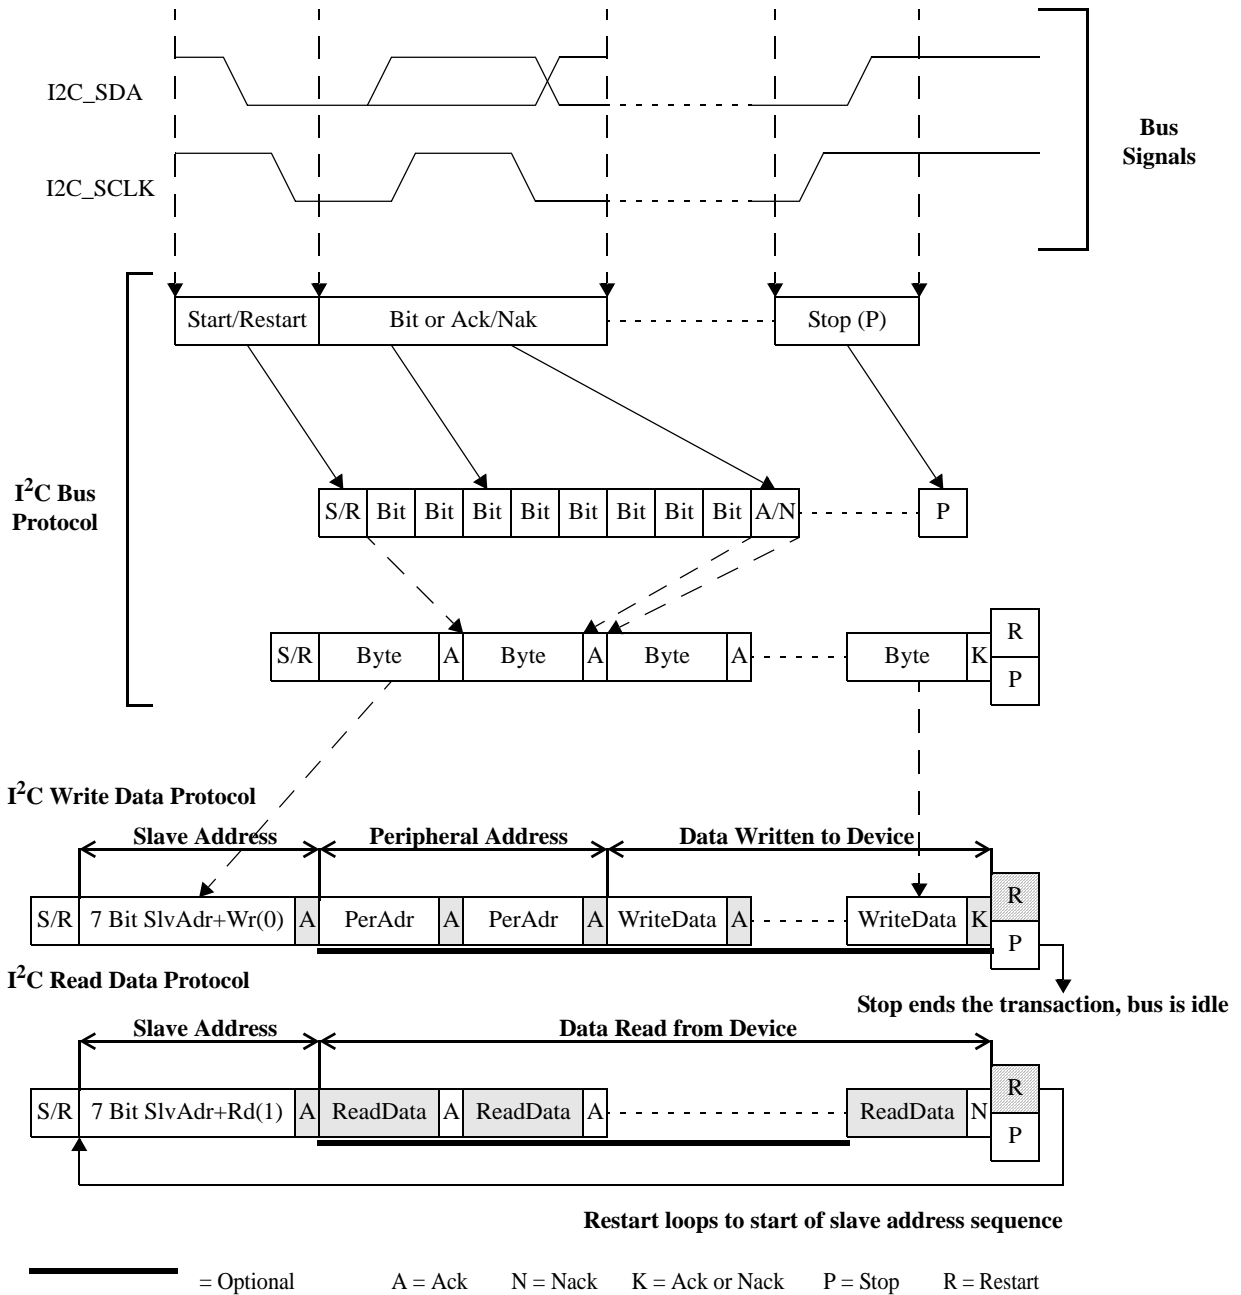 I2C_SDA
Bus
Signals
I2C_SCLK
Start/Restart Bit or Ack/Nak Stop (P)
I2C Bus
Protocol
S/R Bit Bit Bit Bit Bit Bit Bit Bit A/N P
S/R Byte A Byte A Byte A Byte K R
P
I2C Write Data Protocol
Slave Address Peripheral Address Data Written to Device
S/R 7 Bit SlvAdr+Wr(0) A PerAdr A PerAdr A WriteData A WriteData K R
P
I2C Read Data Protocol
Stop ends the transaction, bus is idle
Slave Address Data Read from Device
S/R 7 Bit SlvAdr+Rd(1) A ReadData A ReadData A ReadData N R
P
Restart loops to start of slave address sequence
= Optional A = Ack N = Nack K = Ack or Nack P = Stop R = Restart